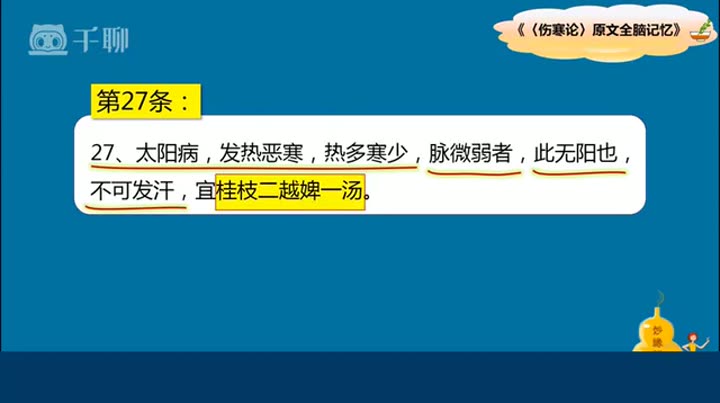 千聊
《〈伤寒论〉原文全脑记忆》
第27条：
27、太阳病，发热恶寒，热多寒少，脉微弱者，此无阳也，
不可发汗，宜桂枝二越婢一汤。
妙